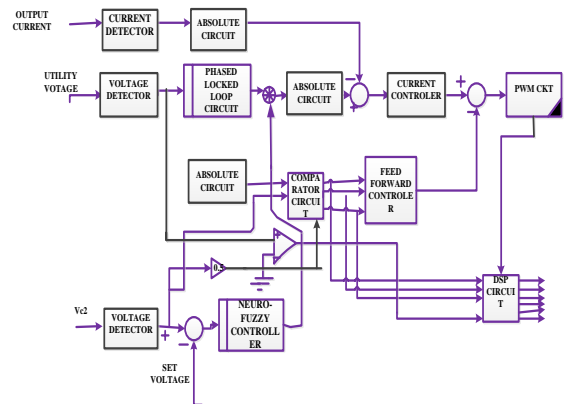 OUTPUT
CURRENT
CURRENT
DETECTOR
ABSOLUTE
CIRCUIT
UTILITY
VOTAGE
VOLTAGE
DETECTOR
PHASED
LOCKED
LOOP
CIRCUIT
ABSOLUTE
CIRCUIT
CURRENT
CONTROLER
PWM CKT
ABSOLUTE
CIRCUIT
COMPA
RATOR
CIRCUI
T
FEED
FORWARD
CONTROLE
R
0.5
DSP
CIRCUI
T
Vc2
VOLTAGE
DETECTOR
NEURO-
FUZZY
CONTROLL
ER
SET
VOLTAGE